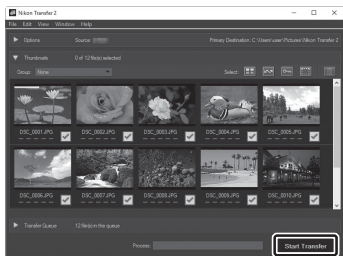 Nikon Transfer 2
File Edit View Window Help
Options Source: Primary Destination: C:\Users\user\Pictures\Nikon Transfer 2
Thumbnails 0 of 12 file(s) selected
Group: None Select:
DSC_0001.JPG DSC_0002.JPG DSC_0003.JPG DSC_0004.JPG DSC_0005.JPG
DSC_0006.JPG DSC_0007.JPG DSC_0008.JPG DSC_0009.JPG DSC_0010.JPG
Transfer Queue 12 file(s) in the queue
Process: Start Transfer